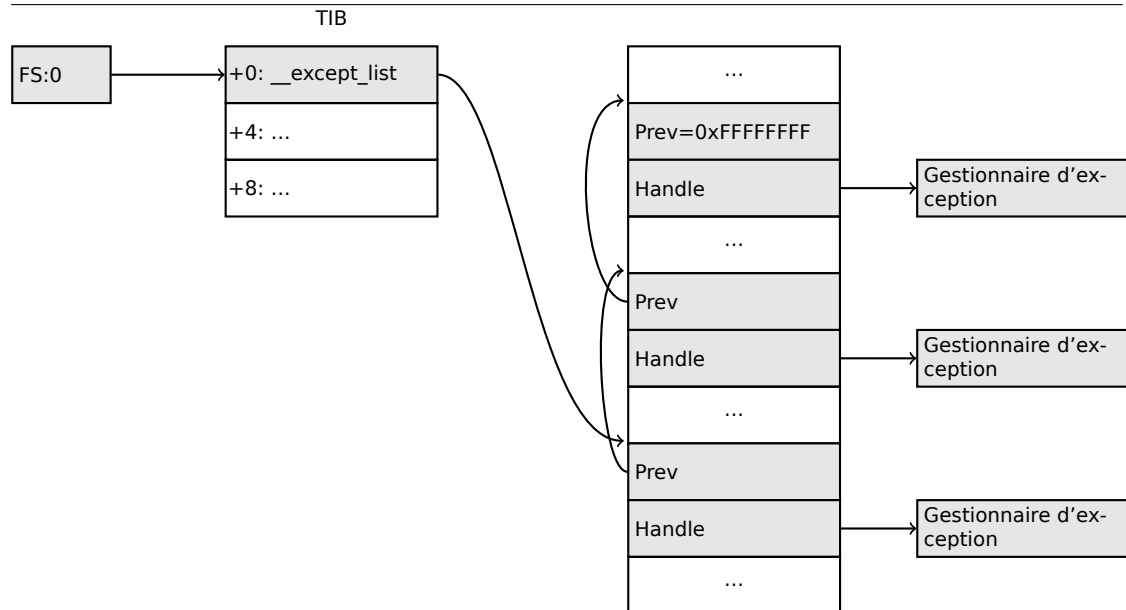 TIB
FS:0
+0: __except_list
+4: ...
+8: ...
...
Prev=0xFFFFFFFF
Handle
Gestionnaire d’ex-
ception
...
Prev
Handle
Gestionnaire d’ex-
ception
...
Prev
Handle
Gestionnaire d’ex-
ception
...